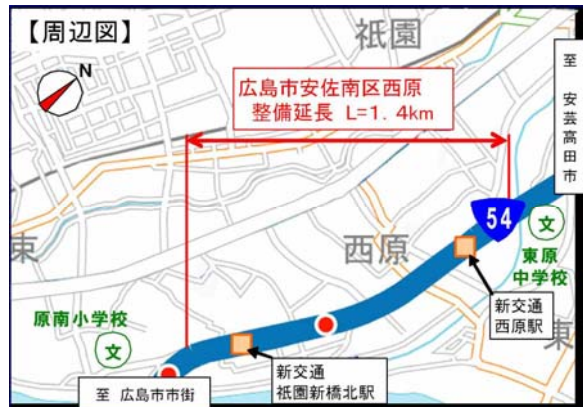 【周辺図】
祇園
N
至 安芸高田市
広島市安佐南区西原
整備延長 L=1.4km
54
文
東原
中学校
東
西原
原南小学校
文
新交通
西原駅
東
新交通
祇園新橋北駅
至 広島市市街